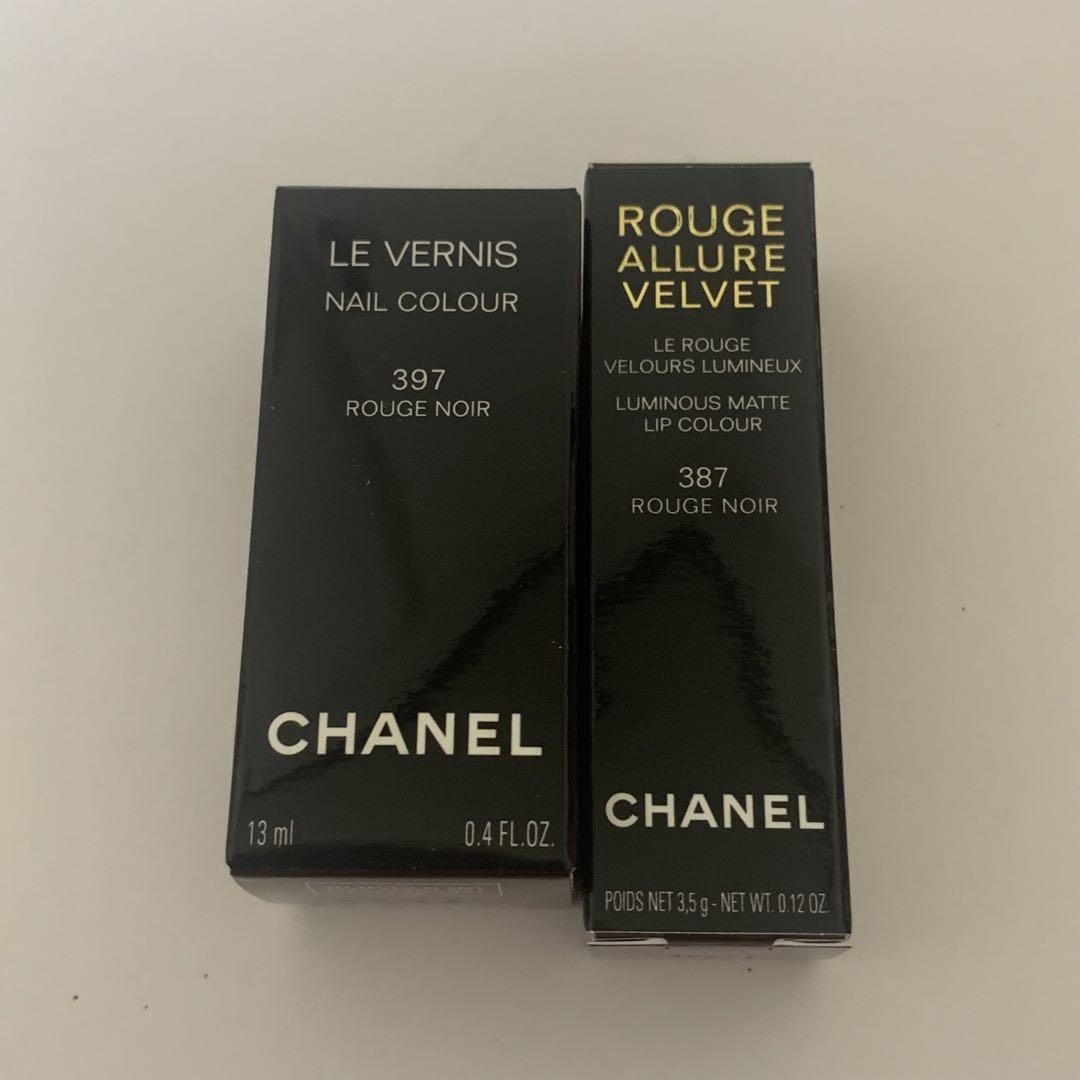 LE VERNIS
NAIL COLOUR
397
ROUGE NOIR
CHANEL
13 ml 0.4 FL.OZ.
ROUGE
ALLURE
VELVET
LE ROUGE
VELOURS LUMINEUX
LUMINOUS MATTE
LIP COLOUR
387
ROUGE NOIR
CHANEL
POIDS NET 3,5 g - NET WT. 0.12 OZ.